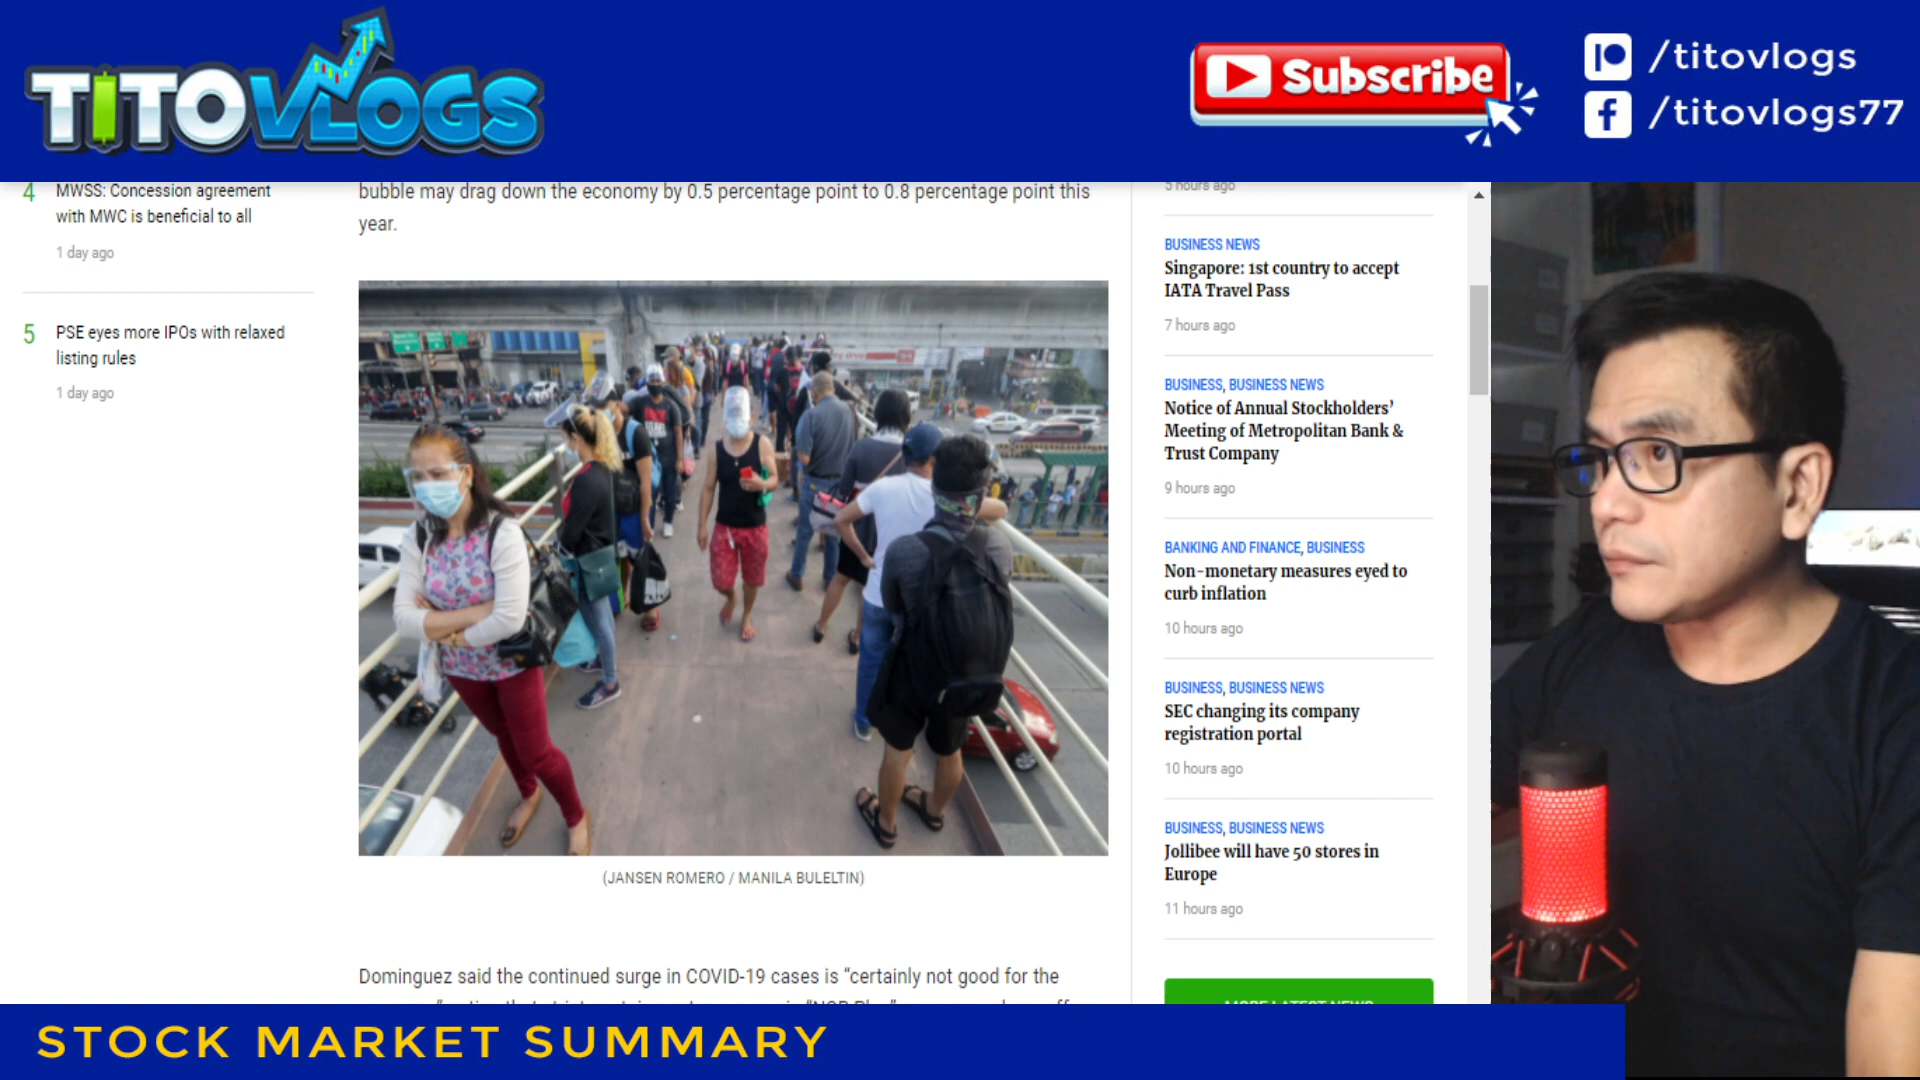 TITOVLOGS
Subscribe
/titovlogs
/titovlogs77
4
MWSS: Concession agreement
with MWC is beneficial to all
1 day ago
5
PSE eyes more IPOs with relaxed
listing rules
1 day ago
bubble may drag down the economy by 0.5 percentage point to 0.8 percentage point this
year.
(JANSEN ROMERO / MANILA BULELTIN)
Dominguez said the continued surge in COVID-19 cases is “certainly not good for the
5 hours ago
BUSINESS NEWS
Singapore: 1st country to accept
IATA Travel Pass
7 hours ago
BUSINESS, BUSINESS NEWS
Notice of Annual Stockholders’
Meeting of Metropolitan Bank &
Trust Company
9 hours ago
BANKING AND FINANCE, BUSINESS
Non-monetary measures eyed to
curb inflation
10 hours ago
BUSINESS, BUSINESS NEWS
SEC changing its company
registration portal
10 hours ago
BUSINESS, BUSINESS NEWS
Jollibee will have 50 stores in
Europe
11 hours ago
MORE LATEST NEWS
STOCK MARKET SUMMARY